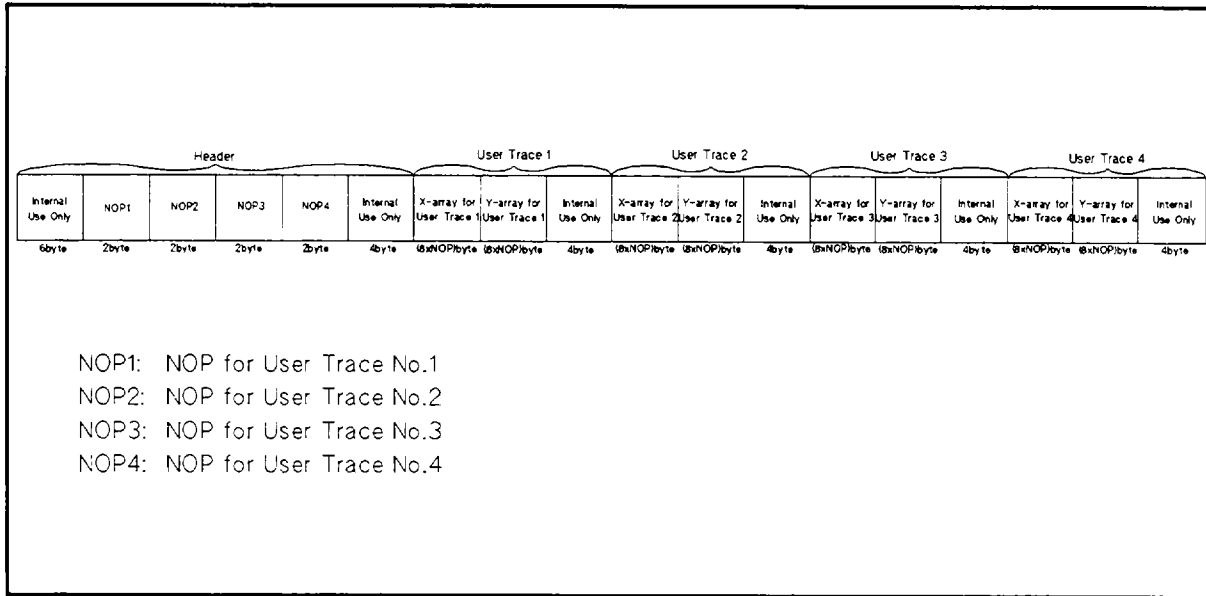 Header
User Trace 1
User Trace 2
User Trace 3
User Trace 4
Internal Use Only
NOP1
NOP2
NOP3
NOP4
Internal Use Only
X-array for User Trace 1
Y-array for User Trace 1
Internal Use Only
X-array for User Trace 2
Y-array for User Trace 2
Internal Use Only
X-array for User Trace 3
Y-array for User Trace 3
Internal Use Only
X-array for User Trace 4
Y-array for User Trace 4
Internal Use Only
6byte
2byte
2byte
2byte
2byte
4byte
(8xNOP)byte
(8xNOP)byte
4byte
(8xNOP)byte
(8xNOP)byte
4byte
(8xNOP)byte
(8xNOP)byte
4byte
(8xNOP)byte
(8xNOP)byte
4byte
NOP1: NOP for User Trace No.1
NOP2: NOP for User Trace No.2
NOP3: NOP for User Trace No.3
NOP4: NOP for User Trace No.4